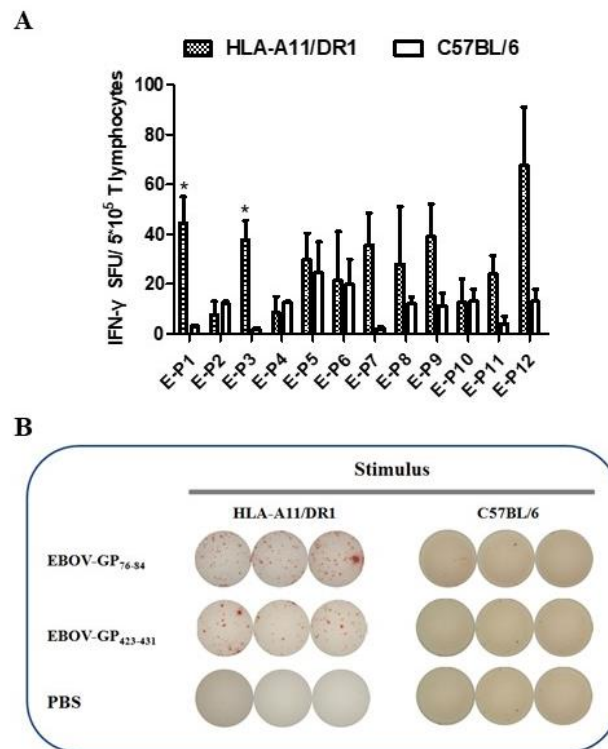 A
HLA-A11/DR1 C57BL/6
IFN-γ SFU/ 5*10⁵ T lymphocytes
100
80
60
40
20
0
* *
E-P1 E-P2 E-P3 E-P4 E-P5 E-P6 E-P7 E-P8 E-P9 E-P10 E-P11 E-P12
B
Stimulus
HLA-A11/DR1 C57BL/6
EBOV-GP₇₆₋₈₄
EBOV-GP₄₂₃₋₄₃₁
PBS